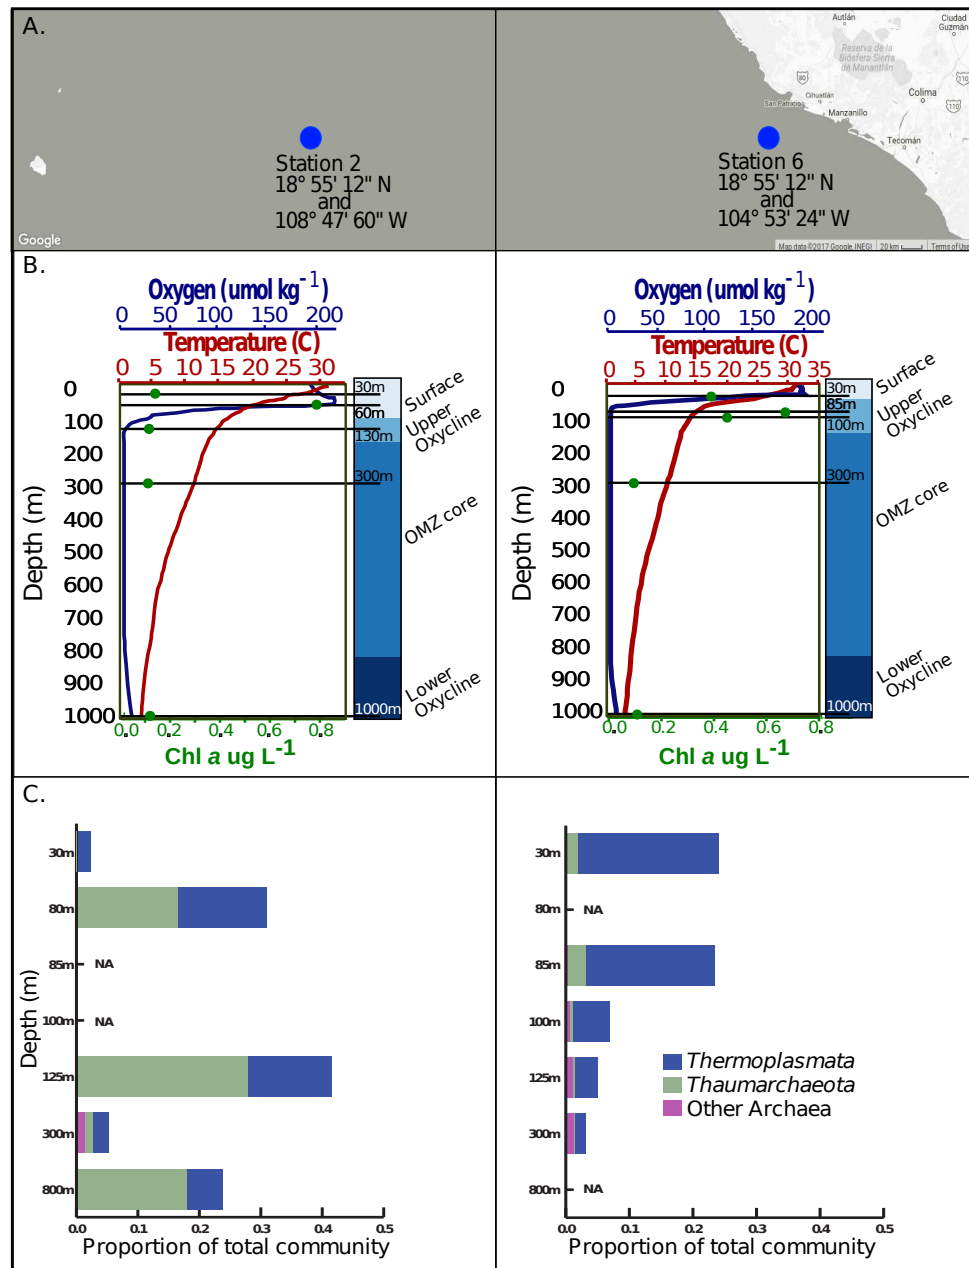 A.
Autlán
Ciudad
Guzmán
Reserva de la
Biósfera Sierra
de Manantlán
80
110
Colima
Cihuatlán
San Patricio
Manzanillo
110
Tecomán
Station 2
18° 55' 12" N
and
108° 47' 60" W
Station 6
18° 55' 12" N
and
104° 53' 24" W
Google
Map data ©2017 Google, INEGI 20 km Terms of Use
B.
Oxygen (umol kg-1)
0 50 100 150 200
Temperature (C)
0 5 10 15 20 25 30
0
100
200
300
400
500
600
700
800
900
1000
Depth (m)
0.0 0.2 0.4 0.6 0.8
Chl a ug L-1
30m
60m
130m
300m
1000m
Surface
Upper
Oxycline
OMZ core
Lower
Oxycline
Oxygen (umol kg-1)
0 50 100 150 200
Temperature (C)
0 5 10 15 20 25 30 35
0
100
200
300
400
500
600
700
800
900
1000
Depth (m)
0.0 0.2 0.4 0.6 0.8
Chl a ug L-1
30m
85m
100m
300m
1000m
Surface
Upper
Oxycline
OMZ core
Lower
Oxycline
C.
30m
80m
85m NA
100m NA
125m
300m
800m
Depth (m)
0.0 0.1 0.2 0.3 0.4 0.5
Proportion of total community
30m
80m NA
85m
100m
125m
300m
800m NA
Thermoplasmata
Thaumarchaeota
Other Archaea
0.0 0.1 0.2 0.3 0.4 0.5
Proportion of total community